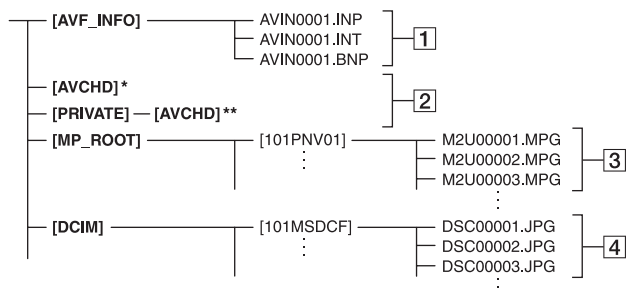 [AVF_INFO] AVIN0001.INP
AVIN0001.INT
AVIN0001.BNP
1
[AVCHD]*
2
[PRIVATE] [AVCHD]**
[MP_ROOT] [101PNV01] M2U00001.MPG
M2U00002.MPG
3
M2U00003.MPG
[DCIM] [101MSDCF] DSC00001.JPG
DSC00002.JPG
4
DSC00003.JPG